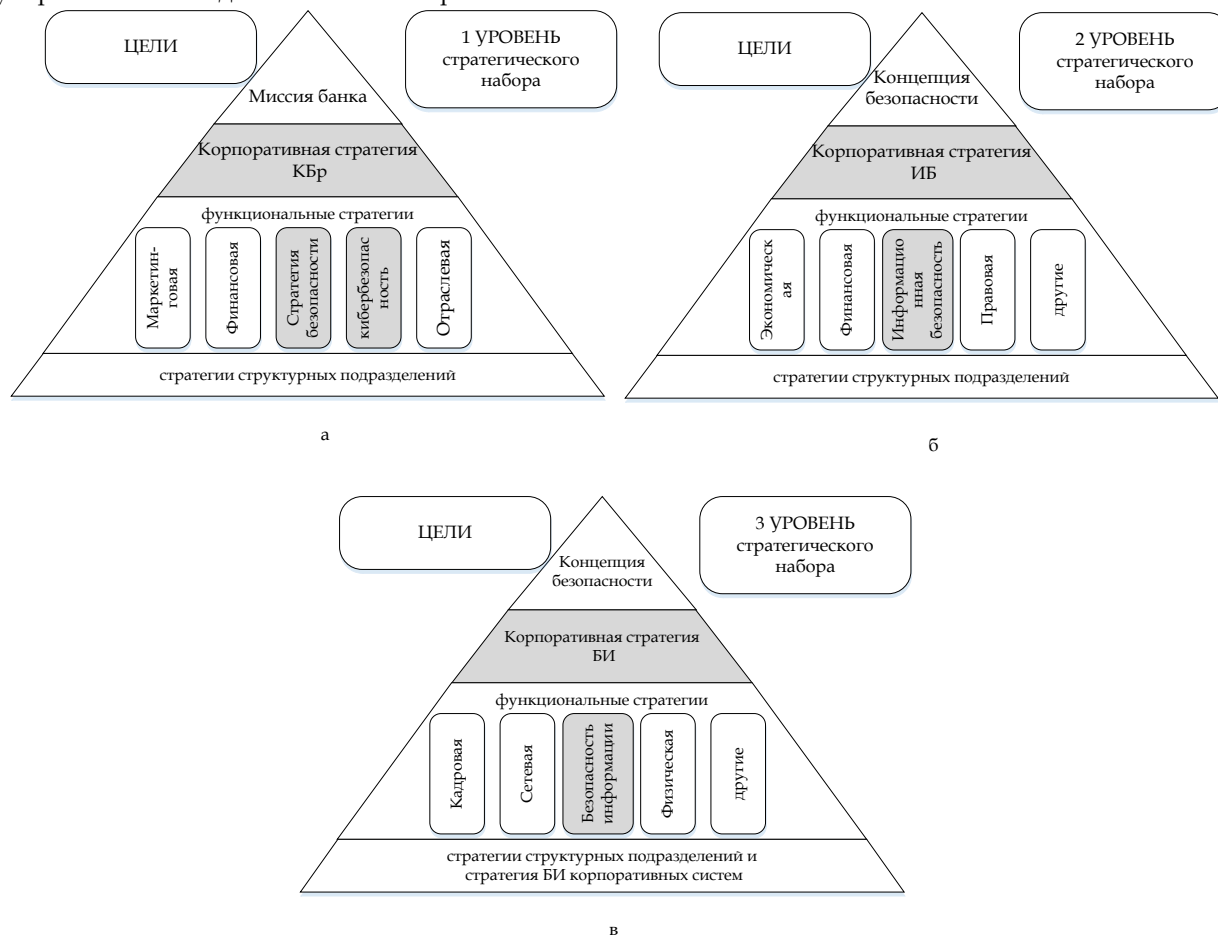 ЦЕЛИ
1 УРОВЕНЬ
стратегического
набора
Миссия банка
Корпоративная стратегия
КБр
функциональные стратегии
Маркетин-
говая
Финансовая
Стратегия
безопасности
кибербезопас
ность
Отраслевая
стратегии структурных подразделений
а
ЦЕЛИ
2 УРОВЕНЬ
стратегического
набора
Концепция
безопасности
Корпоративная стратегия
ИБ
функциональные стратегии
Экономическ
ая
Финансовая
Информацио
нная
безопасность
Правовая
другие
стратегии структурных подразделений
б
ЦЕЛИ
3 УРОВЕНЬ
стратегического
набора
Концепция
безопасности
Корпоративная стратегия
БИ
функциональные стратегии
Кадровая
Сетевая
Безопасность
информации
Физическая
другие
стратегии структурных подразделений и
стратегия БИ корпоративных систем
в